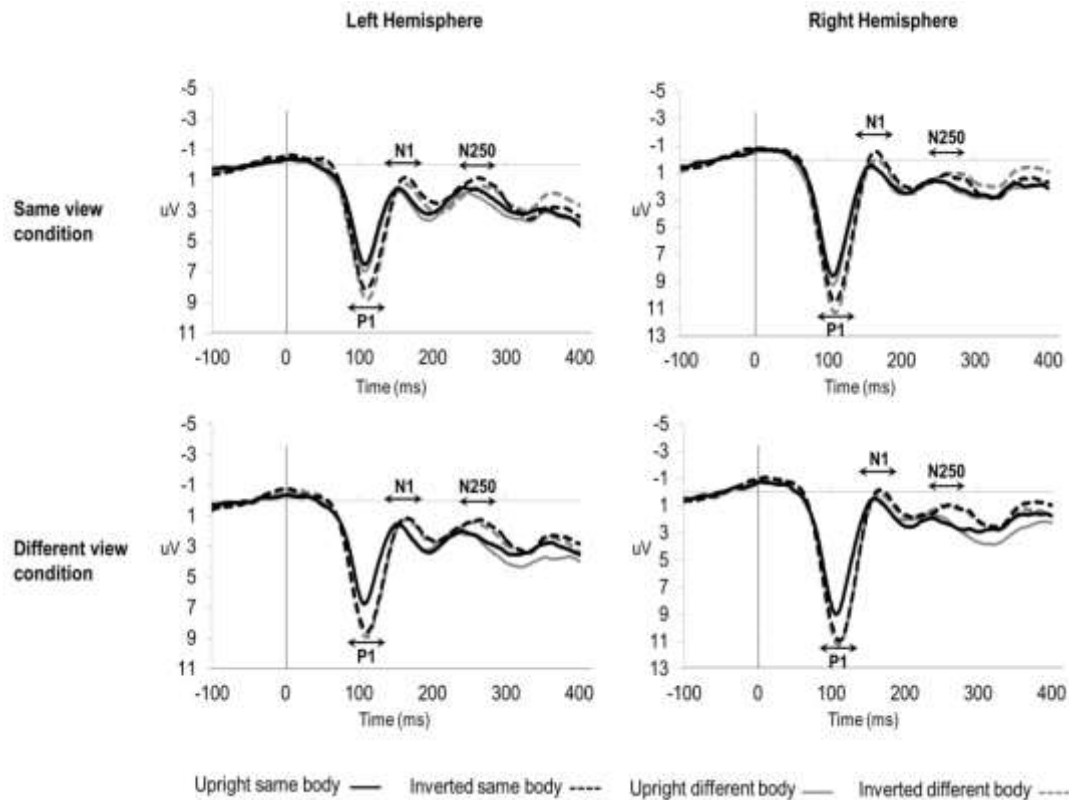 Left Hemisphere
Right Hemisphere
Same view
condition
uV
-5
-3
-1
1
3
5
7
9
11
N1
N250
P1
-100 0 100 200 300 400
Time (ms)
uV
-5
-3
-1
1
3
5
7
9
11
13
N1
N250
P1
-100 0 100 200 300 400
Time (ms)
Different view
condition
uV
-5
-3
-1
1
3
5
7
9
11
N1
N250
P1
-100 0 100 200 300 400
Time (ms)
uV
-5
-3
-1
1
3
5
7
9
11
13
N1
N250
P1
-100 0 100 200 300 400
Time (ms)
Upright same body Inverted same body Upright different body Inverted different body